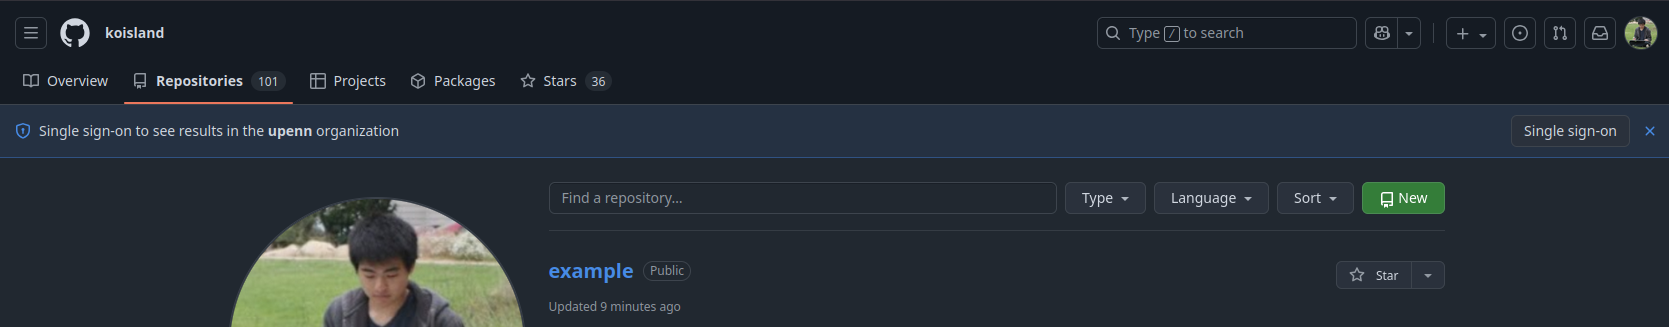 koisland
Type / to search
Overview
Repositories 101
Projects
Packages
Stars 36
Single sign-on to see results in the upenn organization
Single sign-on
Find a repository...
Type
Language
Sort
New
example Public
Star
Updated 9 minutes ago